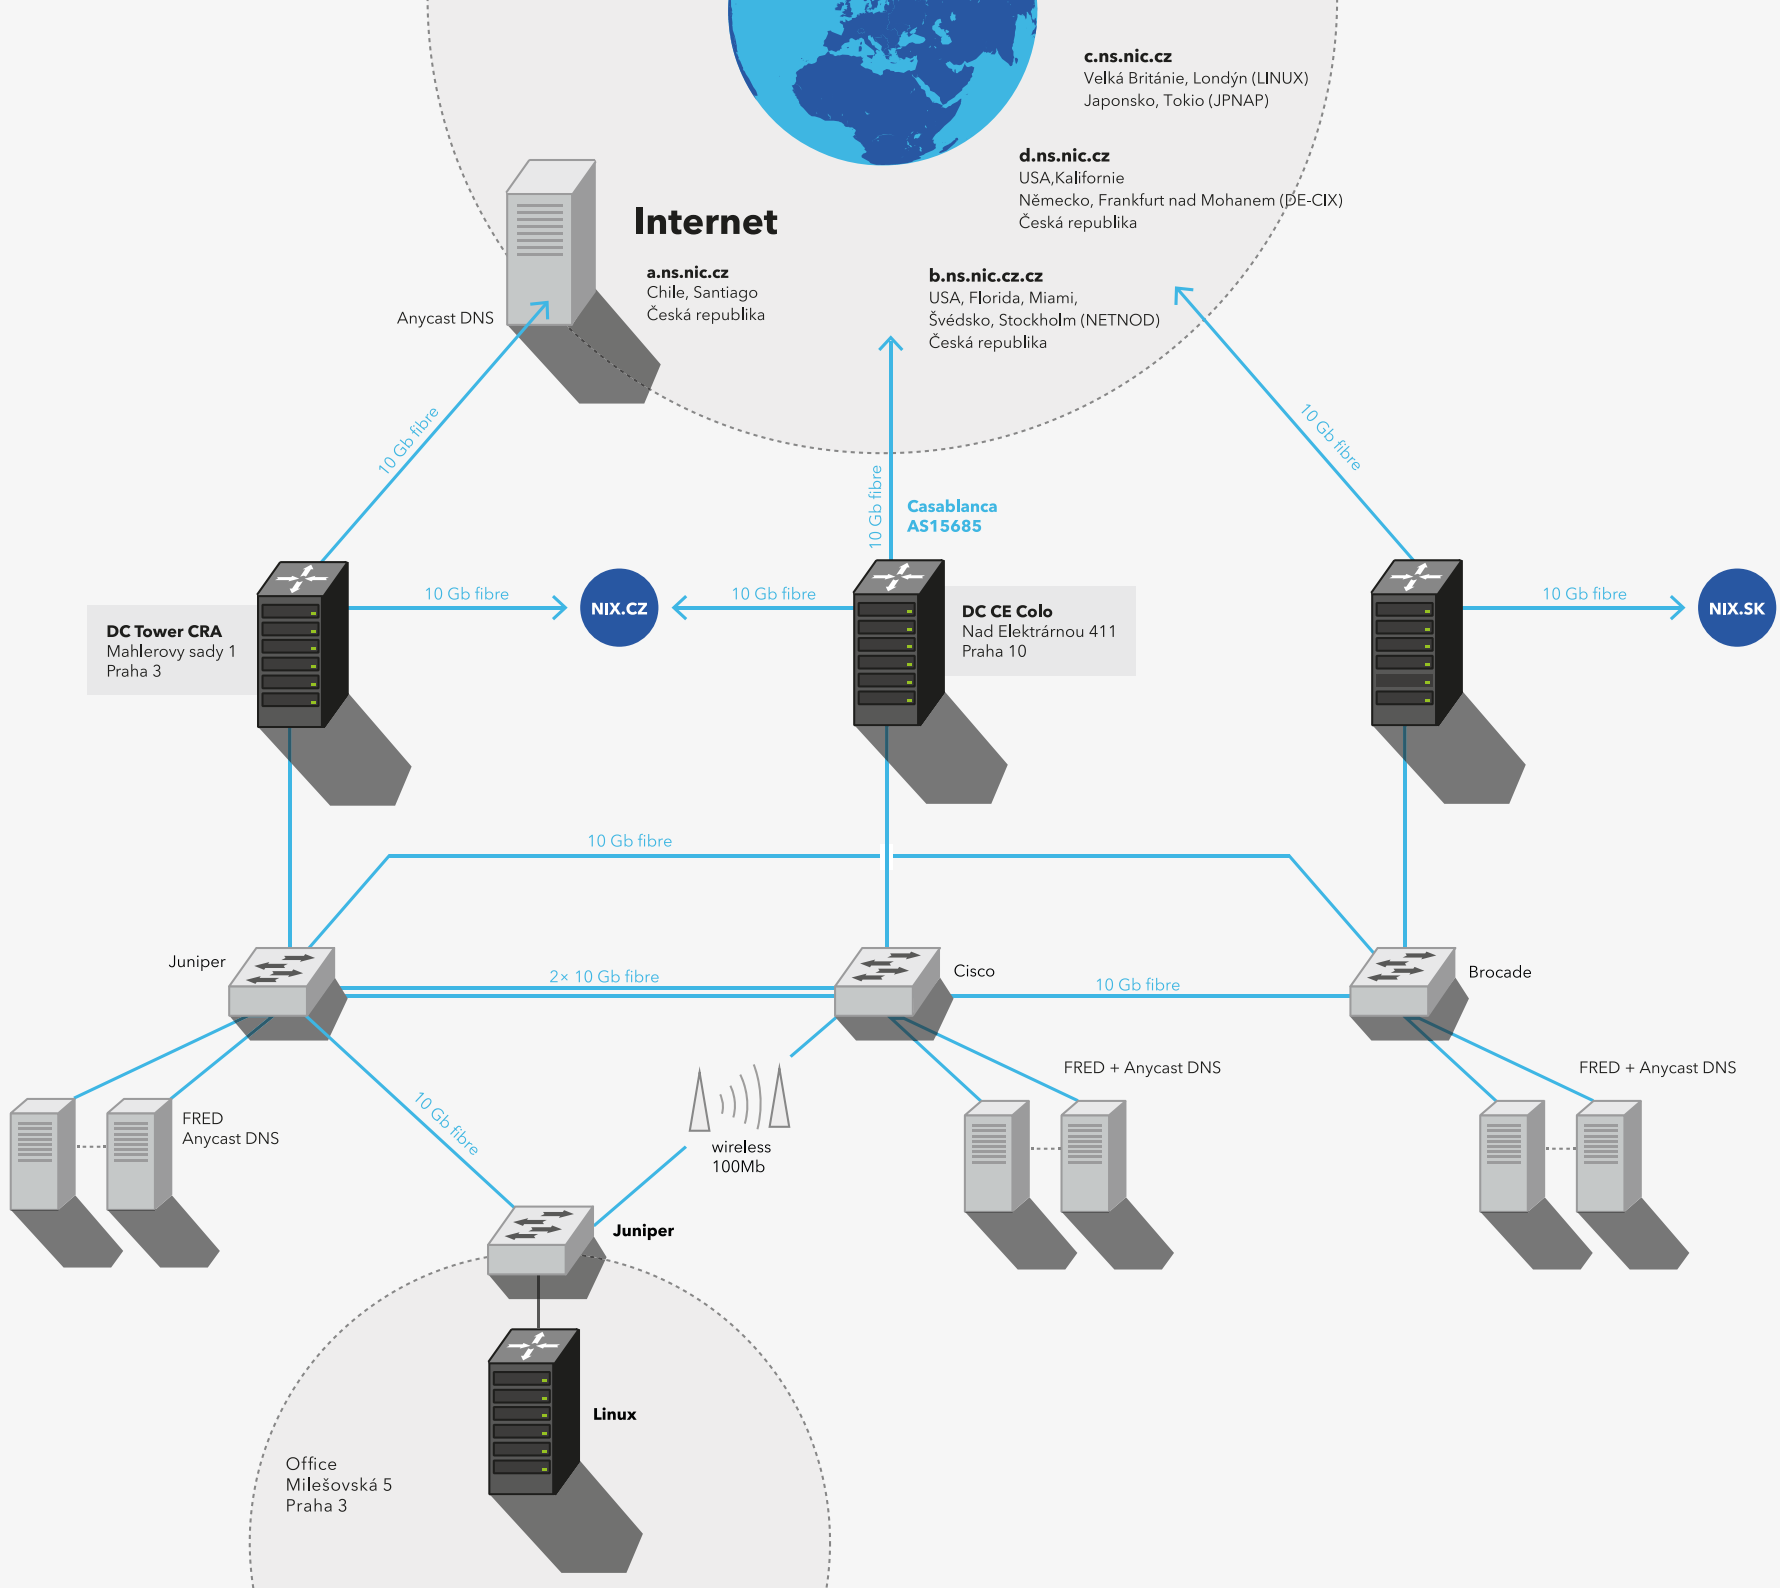 c.ns.nic.cz
Velká Británie, Londýn (LINUX)
Japonsko, Tokio (JPNAP)
d.ns.nic.cz
USA,Kalifornie
Německo, Frankfurt nad Mohanem (DE-CIX)
Česká republika
Internet
a.ns.nic.cz
Chile, Santiago
Česká republika
b.ns.nic.cz.cz
USA, Florida, Miami,
Švédsko, Stockholm (NETNOD)
Česká republika
Anycast DNS
10 Gb fibre
10 Gb fibre
10 Gb fibre
Casablanca
AS15685
10 Gb fibre
NIX.CZ
10 Gb fibre
10 Gb fibre
NIX.SK
DC Tower CRA
Mahlerovy sady 1
Praha 3
DC CE Colo
Nad Elektrárnou 411
Praha 10
10 Gb fibre
Juniper
2× 10 Gb fibre
Cisco
10 Gb fibre
Brocade
FRED + Anycast DNS
FRED + Anycast DNS
FRED
Anycast DNS
10 Gb fibre
wireless
100Mb
Juniper
Linux
Office
Milešovská 5
Praha 3